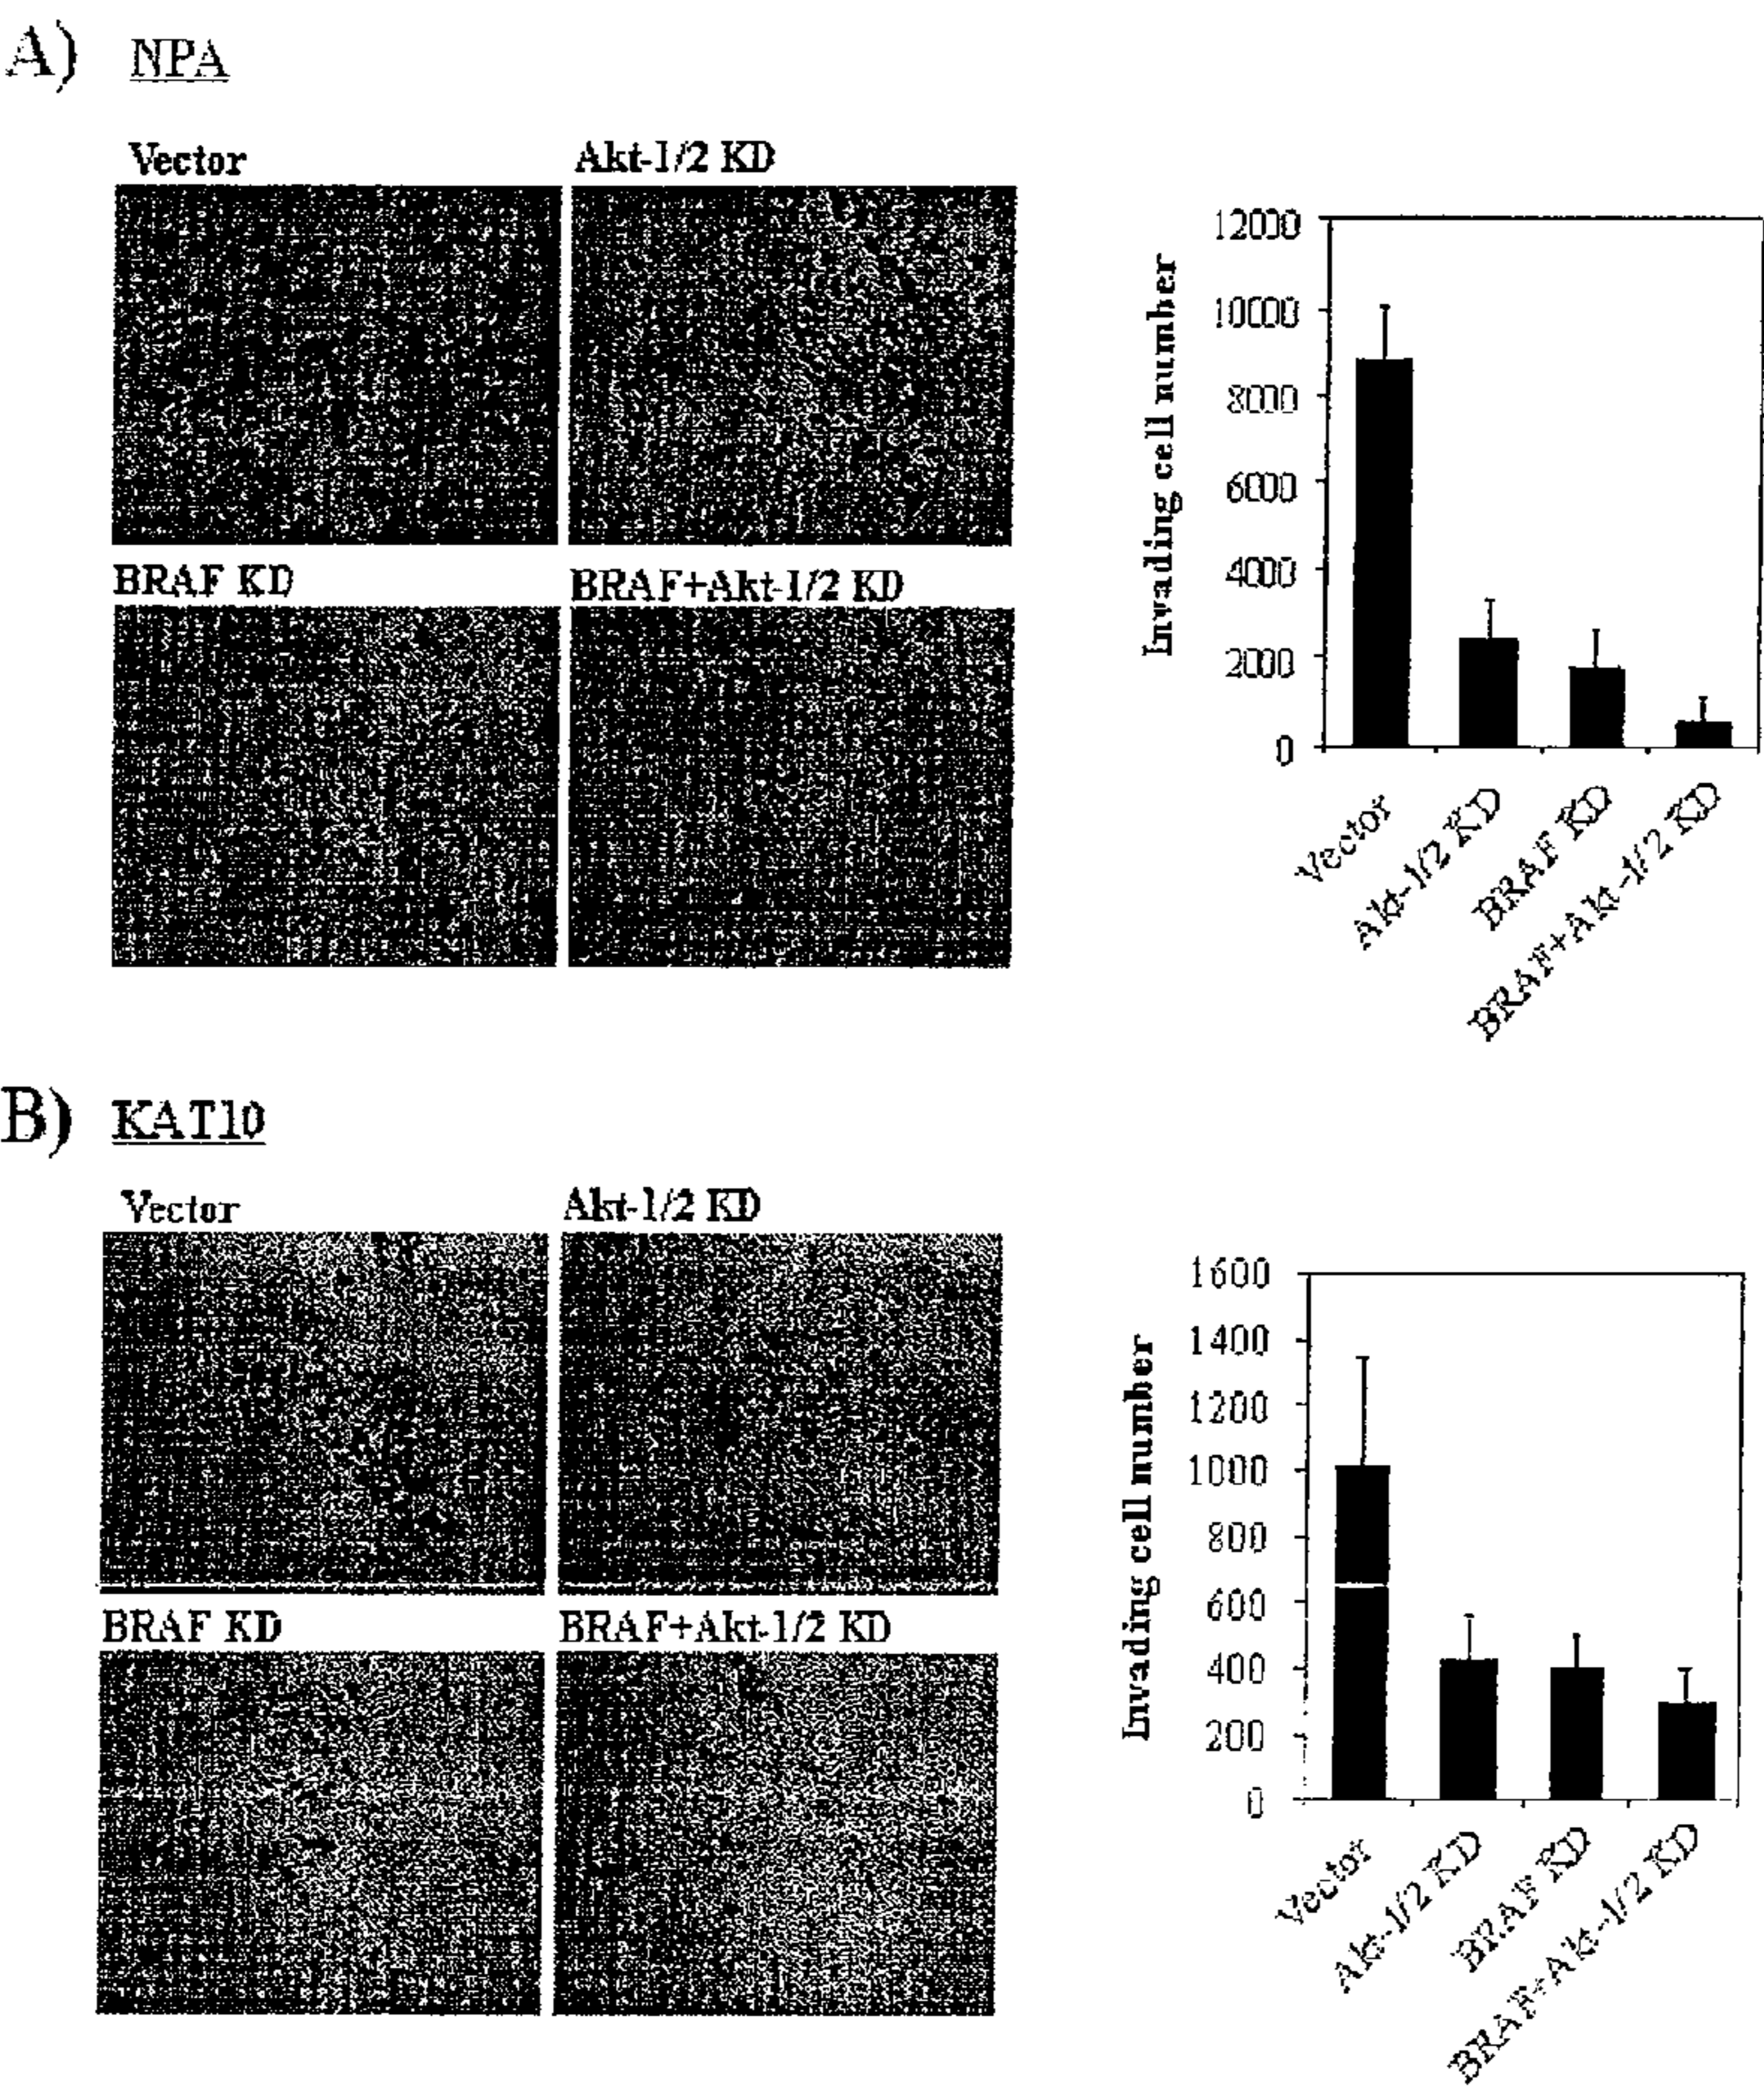 A) NPA
Vector
Akt-1/2 KD
BRAF KD
BRAF+Akt-1/2 KD
Invading cell number
12000
10000
8000
6000
4000
2000
0
Vector
Akt-1/2 KD
BRAF KD
BRAF+Akt-1/2 KD
B) KAT10
Vector
Akt-1/2 KD
BRAF KD
BRAF+Akt-1/2 KD
Invading cell number
1600
1400
1200
1000
800
600
400
200
0
Vector
Akt-1/2 KD
BRAF KD
BRAF+Akt-1/2 KD